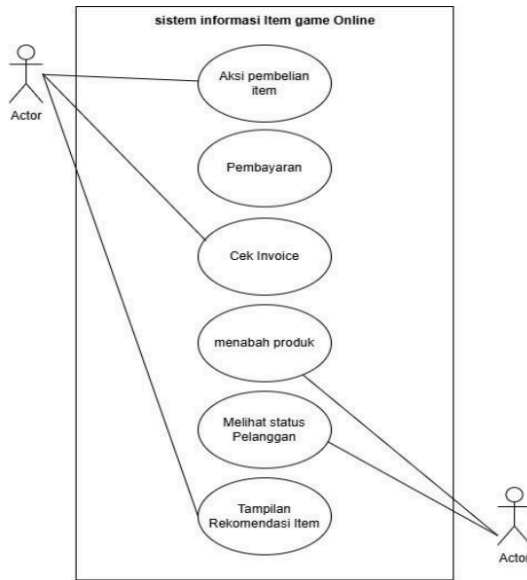 sistem informasi Item game Online
Aksi pembelian
item
Actor
Pembayaran
Cek Invoice
menabah produk
Melihat status
Pelanggan
Tampilan
Rekomendasi Item
Actor